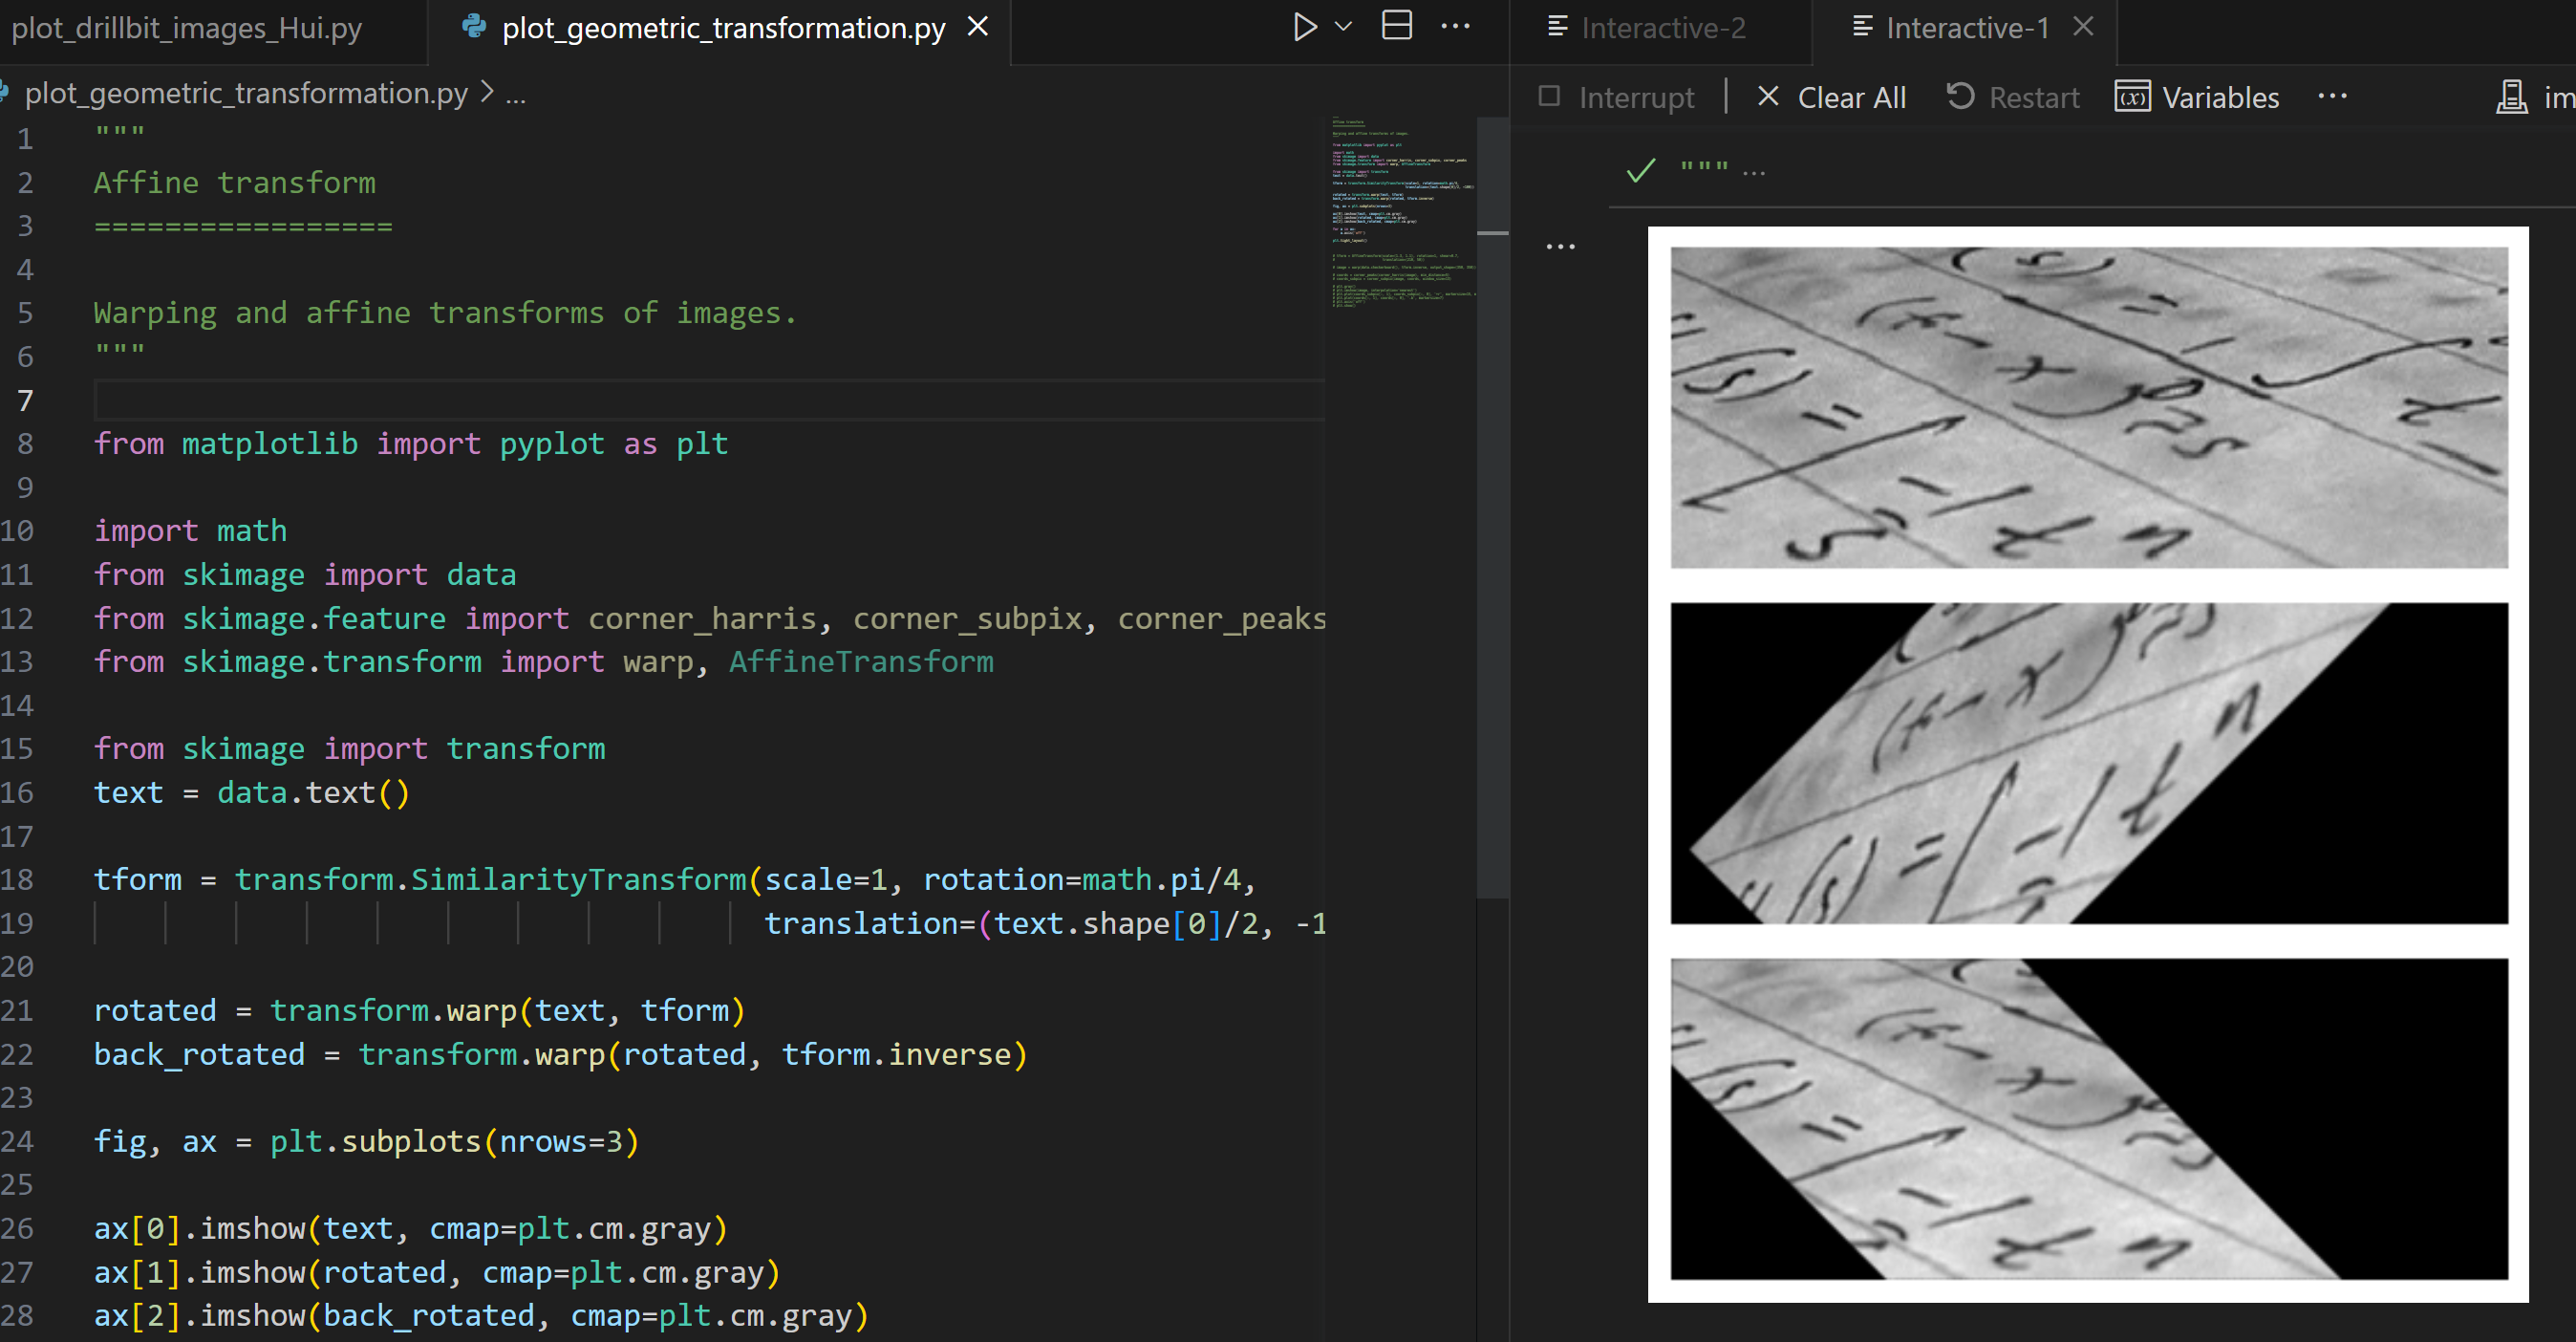 plot_drillbit_images_Hui.py
plot_geometric_transformation.py
Interactive-2
Interactive-1
plot_geometric_transformation.py > ...
Interrupt | Clear All Restart Variables ... im
1 """
2 Affine transform
3 =================
4
5 Warping and affine transforms of images.
6 """
7
8 from matplotlib import pyplot as plt
9
10 import math
11 from skimage import data
12 from skimage.feature import corner_harris, corner_subpix, corner_peaks
13 from skimage.transform import warp, AffineTransform
14
15 from skimage import transform
16 text = data.text()
17
18 tform = transform.SimilarityTransform(scale=1, rotation=math.pi/4,
19 translation=(text.shape[0]/2, -1
20
21 rotated = transform.warp(text, tform)
22 back_rotated = transform.warp(rotated, tform.inverse)
23
24 fig, ax = plt.subplots(nrows=3)
25
26 ax[0].imshow(text, cmap=plt.cm.gray)
27 ax[1].imshow(rotated, cmap=plt.cm.gray)
28 ax[2].imshow(back_rotated, cmap=plt.cm.gray)
""" ...